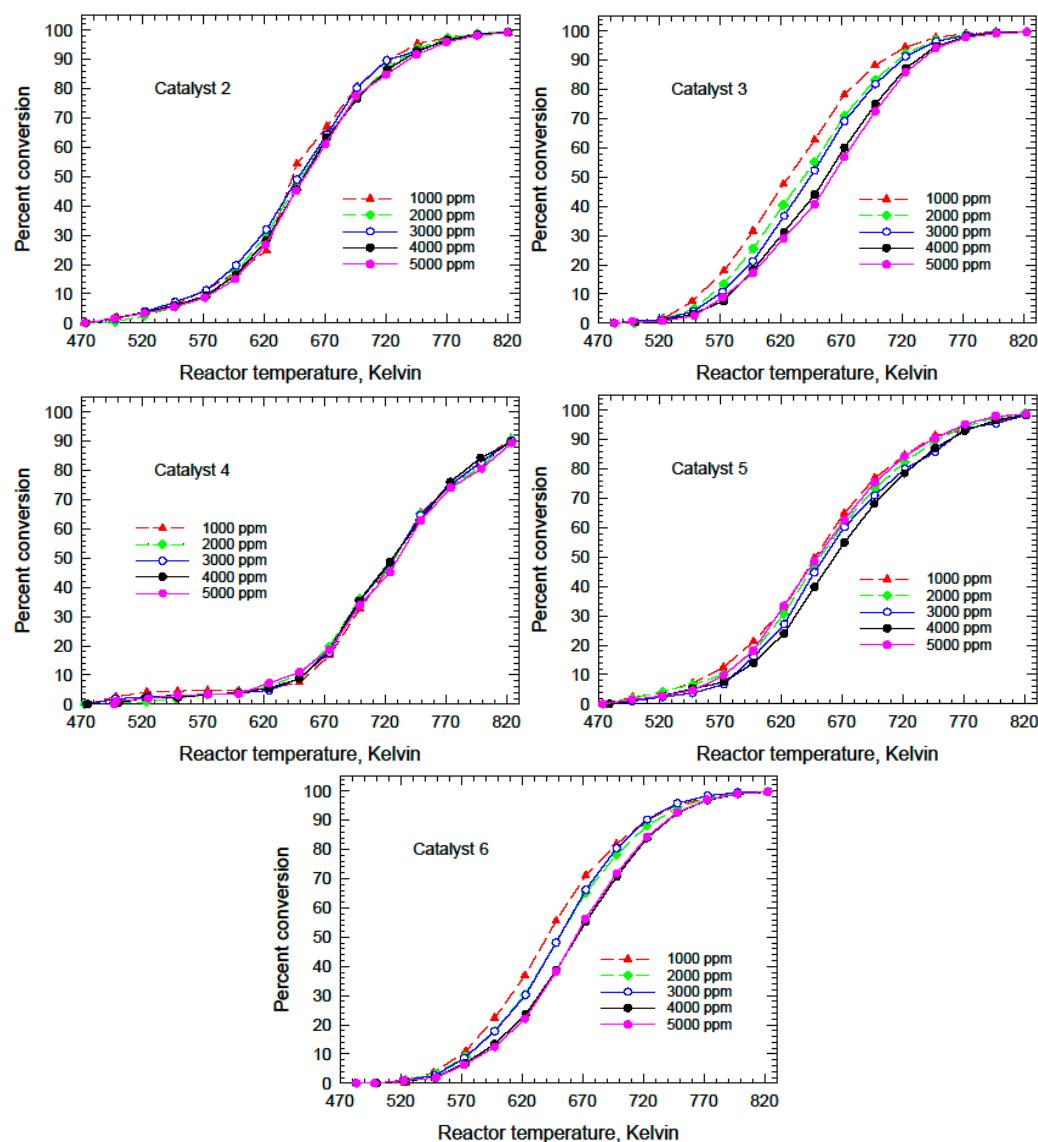 100
90
80
70
60
50
40
30
20
10
0
Percent conversion
Catalyst 2
1000 ppm
2000 ppm
3000 ppm
4000 ppm
5000 ppm
470 520 570 620 670 720 770 820
Reactor temperature, Kelvin
100
90
80
70
60
50
40
30
20
10
0
Percent conversion
Catalyst 3
1000 ppm
2000 ppm
3000 ppm
4000 ppm
5000 ppm
470 520 570 620 670 720 770 820
Reactor temperature, Kelvin
100
90
80
70
60
50
40
30
20
10
0
Percent conversion
Catalyst 4
1000 ppm
2000 ppm
3000 ppm
4000 ppm
5000 ppm
470 520 570 620 670 720 770 820
Reactor temperature, Kelvin
100
90
80
70
60
50
40
30
20
10
0
Percent conversion
Catalyst 5
1000 ppm
2000 ppm
3000 ppm
4000 ppm
5000 ppm
470 520 570 620 670 720 770 820
Reactor temperature, Kelvin
100
90
80
70
60
50
40
30
20
10
0
Percent conversion
Catalyst 6
1000 ppm
2000 ppm
3000 ppm
4000 ppm
5000 ppm
470 520 570 620 670 720 770 820
Reactor temperature, Kelvin